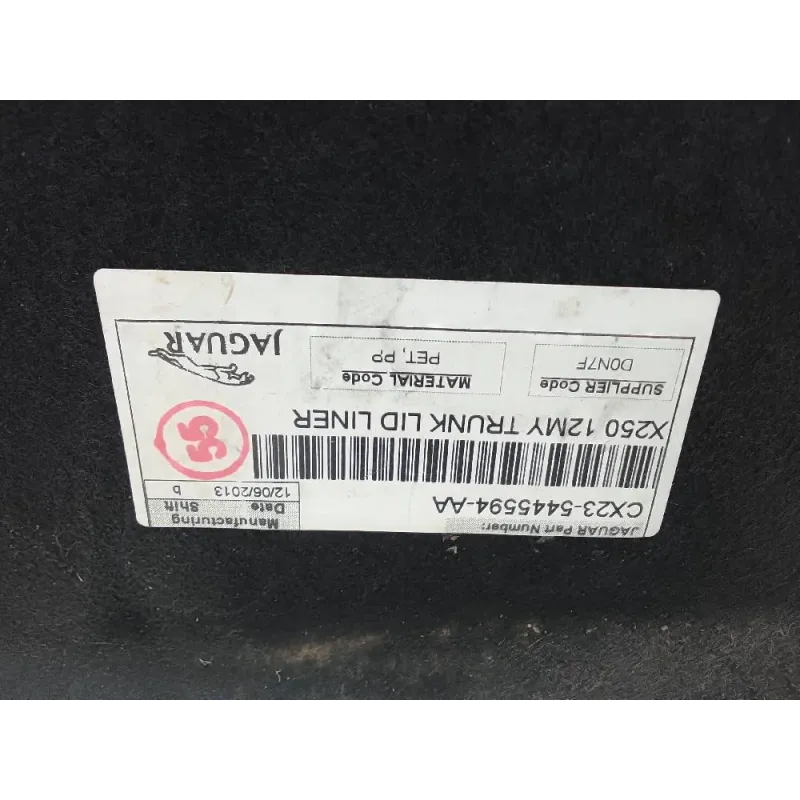 JAGUAR Part Number:
CX23-5445594-AA
Manufacturing
Date Shift
12/06/2013 b
X250 12MY TRUNK LID LINER
55
SUPPLIER Code
D0N7F
MATERIAL Code
PET, PP
JAGUAR